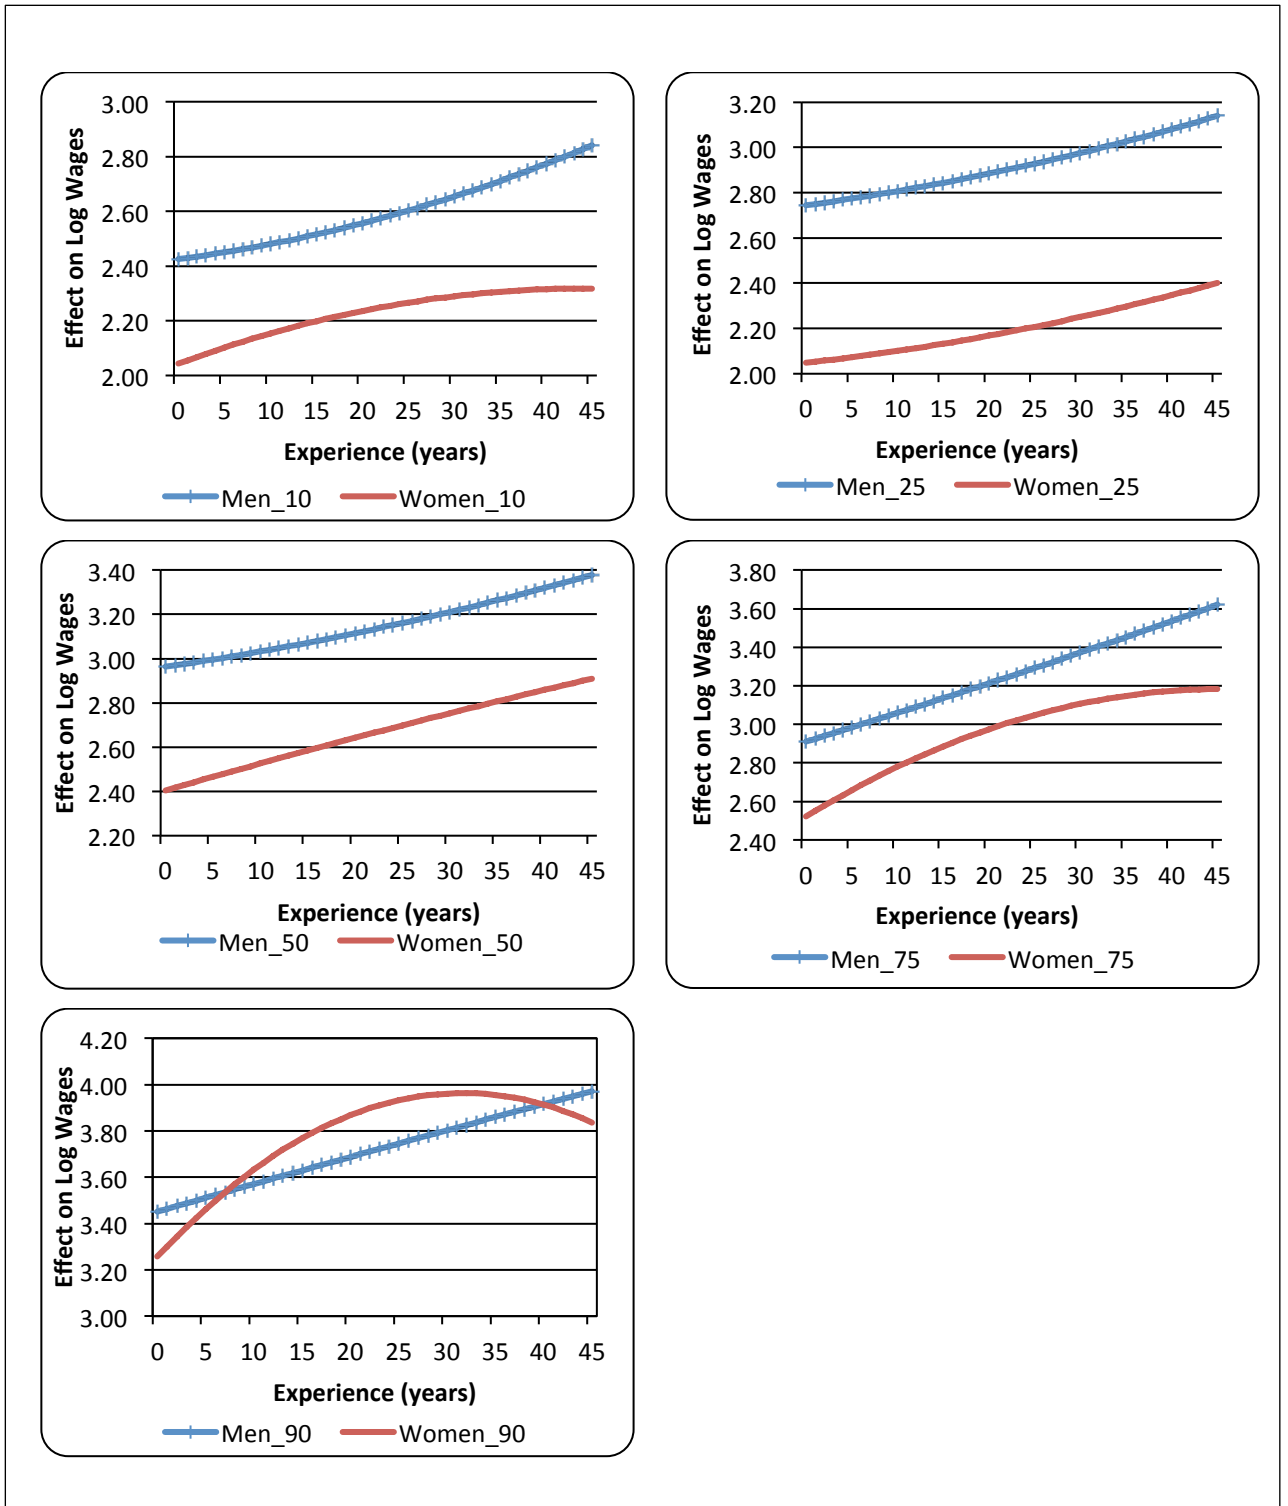 Effect on Log Wages
3.00
2.80
2.60
2.40
2.20
2.00
0 5 10 15 20 25 30 35 40 45
Experience (years)
Men_10 Women_10
Effect on Log Wages
3.20
3.00
2.80
2.60
2.40
2.20
2.00
0 5 10 15 20 25 30 35 40 45
Experience (years)
Men_25 Women_25
Effect on Log Wages
3.40
3.20
3.00
2.80
2.60
2.40
2.20
0 5 10 15 20 25 30 35 40 45
Experience (years)
Men_50 Women_50
Effect on Log Wages
3.80
3.60
3.40
3.20
3.00
2.80
2.60
2.40
0 5 10 15 20 25 30 35 40 45
Experience (years)
Men_75 Women_75
Effect on Log Wages
4.20
4.00
3.80
3.60
3.40
3.20
3.00
0 5 10 15 20 25 30 35 40 45
Experience (years)
Men_90 Women_90